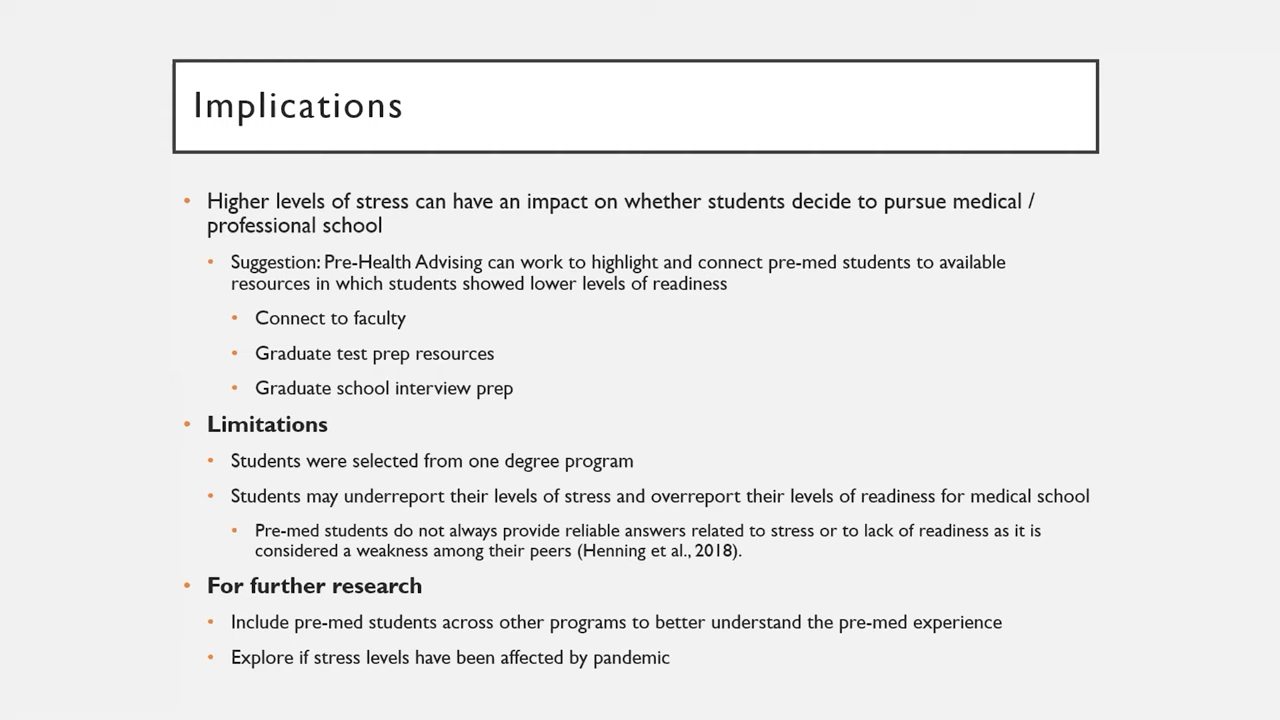 Implications
• Higher levels of stress can have an impact on whether students decide to pursue medical /
professional school
• Suggestion: Pre-Health Advising can work to highlight and connect pre-med students to available
resources in which students showed lower levels of readiness
• Connect to faculty
• Graduate test prep resources
• Graduate school interview prep
• Limitations
• Students were selected from one degree program
• Students may underreport their levels of stress and overreport their levels of readiness for medical school
• Pre-med students do not always provide reliable answers related to stress or to lack of readiness as it is
considered a weakness among their peers (Henning et al., 2018).
• For further research
• Include pre-med students across other programs to better understand the pre-med experience
• Explore if stress levels have been affected by pandemic